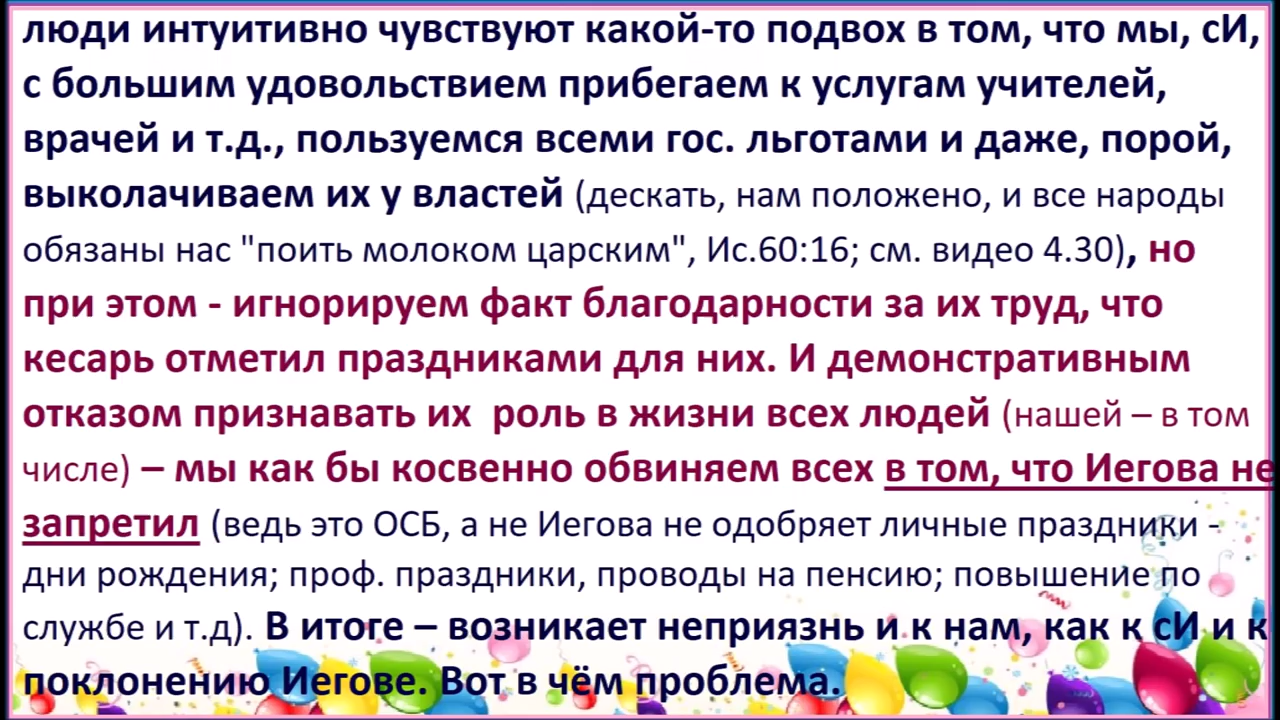 люди интуитивно чувствуют какой-то подвох в том, что мы, сИ,
с большим удовольствием прибегаем к услугам учителей,
врачей и т.д., пользуемся всеми гос. льготами и даже, порой,
выколачиваем их у властей (дескать, нам положено, и все народы
обязаны нас "поить молоком царским", Ис.60:16; см. видео 4.30), но
при этом - игнорируем факт благодарности за их труд, что
кесарь отметил праздниками для них. И демонстративным
отказом признавать их роль в жизни всех людей (нашей – в том
числе) – мы как бы косвенно обвиняем всех в том, что Иегова не
запретил (ведь это ОСБ, а не Иегова не одобряет личные праздники -
дни рождения; проф. праздники, проводы на пенсию; повышение по
службе и т.д). В итоге – возникает неприязнь и к нам, как к сИ и к
поклонению Иегове. Вот в чём проблема.